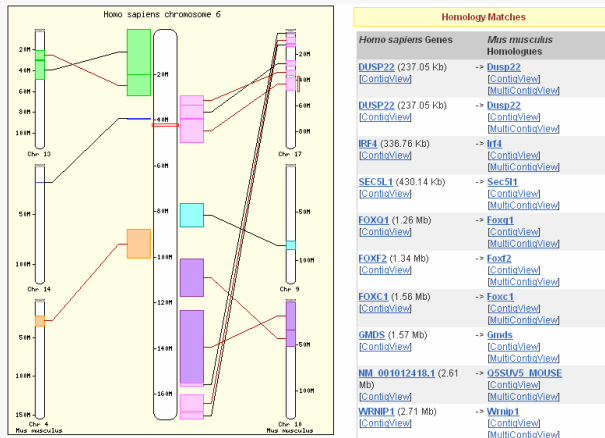 Homo sapiens chromosome 6
20M
40M
60M
80M
100M
Chr 13
50M
100M
Chr 14
50M
100M
150M
Chr 4
Mus musculus
20M
40M
60M
80M
100M
120M
140M
160M
20M
40M
60M
80M
Chr 17
50M
100M
Chr 9
50M
100M
Chr 10
Mus musculus
Homology Matches
Homo sapiens Genes
Mus musculus Homologues
DUSP22 (237.05 Kb) -> Dusp22
[ContigView] [ContigView]
[MultiContigView]
DUSP22 (237.05 Kb) -> Dusp22
[ContigView] [ContigView]
[MultiContigView]
IRF4 (336.76 Kb) -> Irf4
[ContigView] [ContigView]
[MultiContigView]
SEC5L1 (430.14 Kb) -> Sec5l1
[ContigView] [ContigView]
[MultiContigView]
FOXQ1 (1.26 Mb) -> Foxq1
[ContigView] [ContigView]
[MultiContigView]
FOXF2 (1.34 Mb) -> Foxf2
[ContigView] [ContigView]
[MultiContigView]
FOXC1 (1.56 Mb) -> Foxc1
[ContigView] [ContigView]
[MultiContigView]
GMDS (1.57 Mb) -> Gmds
[ContigView] [ContigView]
[MultiContigView]
NM_001012418.1 (2.61 -> Q5SUV5_MOUSE
Mb) [ContigView]
[ContigView] [MultiContigView]
WRNIP1 (2.71 Mb) -> Wrnip1
[ContigView] [ContigView]
[MultiContigView]